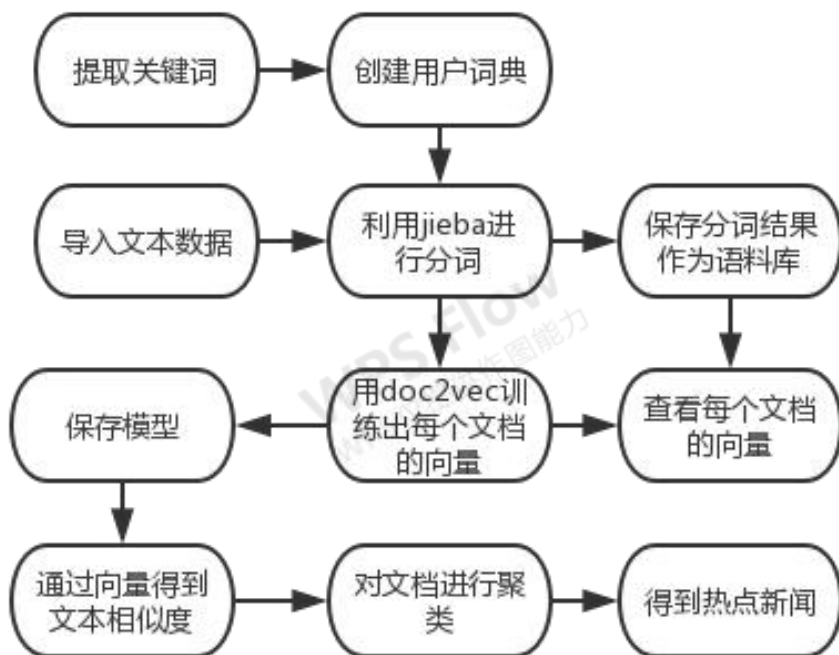 提取关键词
创建用户词典
导入文本数据
利用jieba进
行分词
保存分词结果
作为语料库
保存模型
用doc2vec训
练出每个文档
的向量
查看每个文档
的向量
通过向量得到
文本相似度
对文档进行聚
类
得到热点新闻
WPS Flow
作图能力